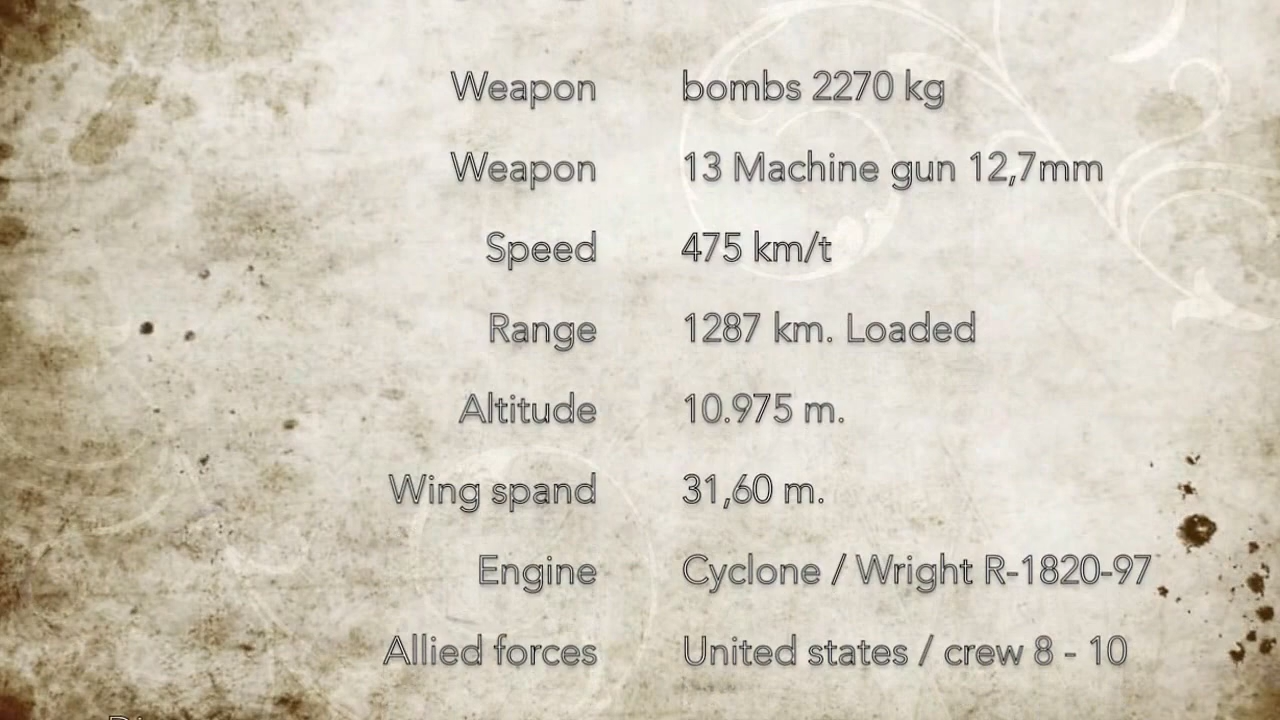 Weapon bombs 2270 kg
Weapon 13 Machine gun 12,7mm
Speed 475 km/t
Range 1287 km. Loaded
Altitude 10.975 m.
Wing spand 31,60 m.
Engine Cyclone / Wright R-1820-97
Allied forces United states / crew 8 - 10